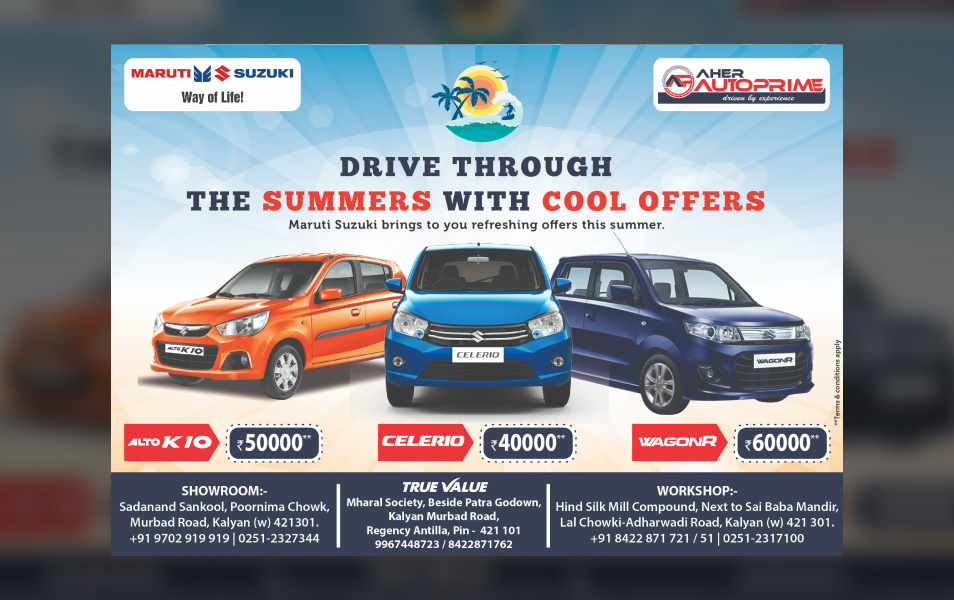 MARUTI SUZUKI
Way of Life!
AHER
AUTOPRIME
driven by experience
DRIVE THROUGH
THE SUMMERS WITH COOL OFFERS
Maruti Suzuki brings to you refreshing offers this summer.
ALTO K10
CELERIO
WAGONR
**Terms & conditions apply
ALTO K10 ₹50000**
CELERIO ₹40000**
WAGONR ₹60000**
SHOWROOM:-
Sadanand Sankool, Poornima Chowk,
Murbad Road, Kalyan (w) 421301.
+91 9702 919 919 | 0251-2327344
TRUE VALUE
Mharal Society, Beside Patra Godown,
Kalyan Murbad Road,
Regency Antilla, Pin - 421 101
9967448723 / 8422871762
WORKSHOP:-
Hind Silk Mill Compound, Next to Sai Baba Mandir,
Lal Chowki-Adharwadi Road, Kalyan (w) 421 301.
+91 8422 871 721 / 51 | 0251-2317100